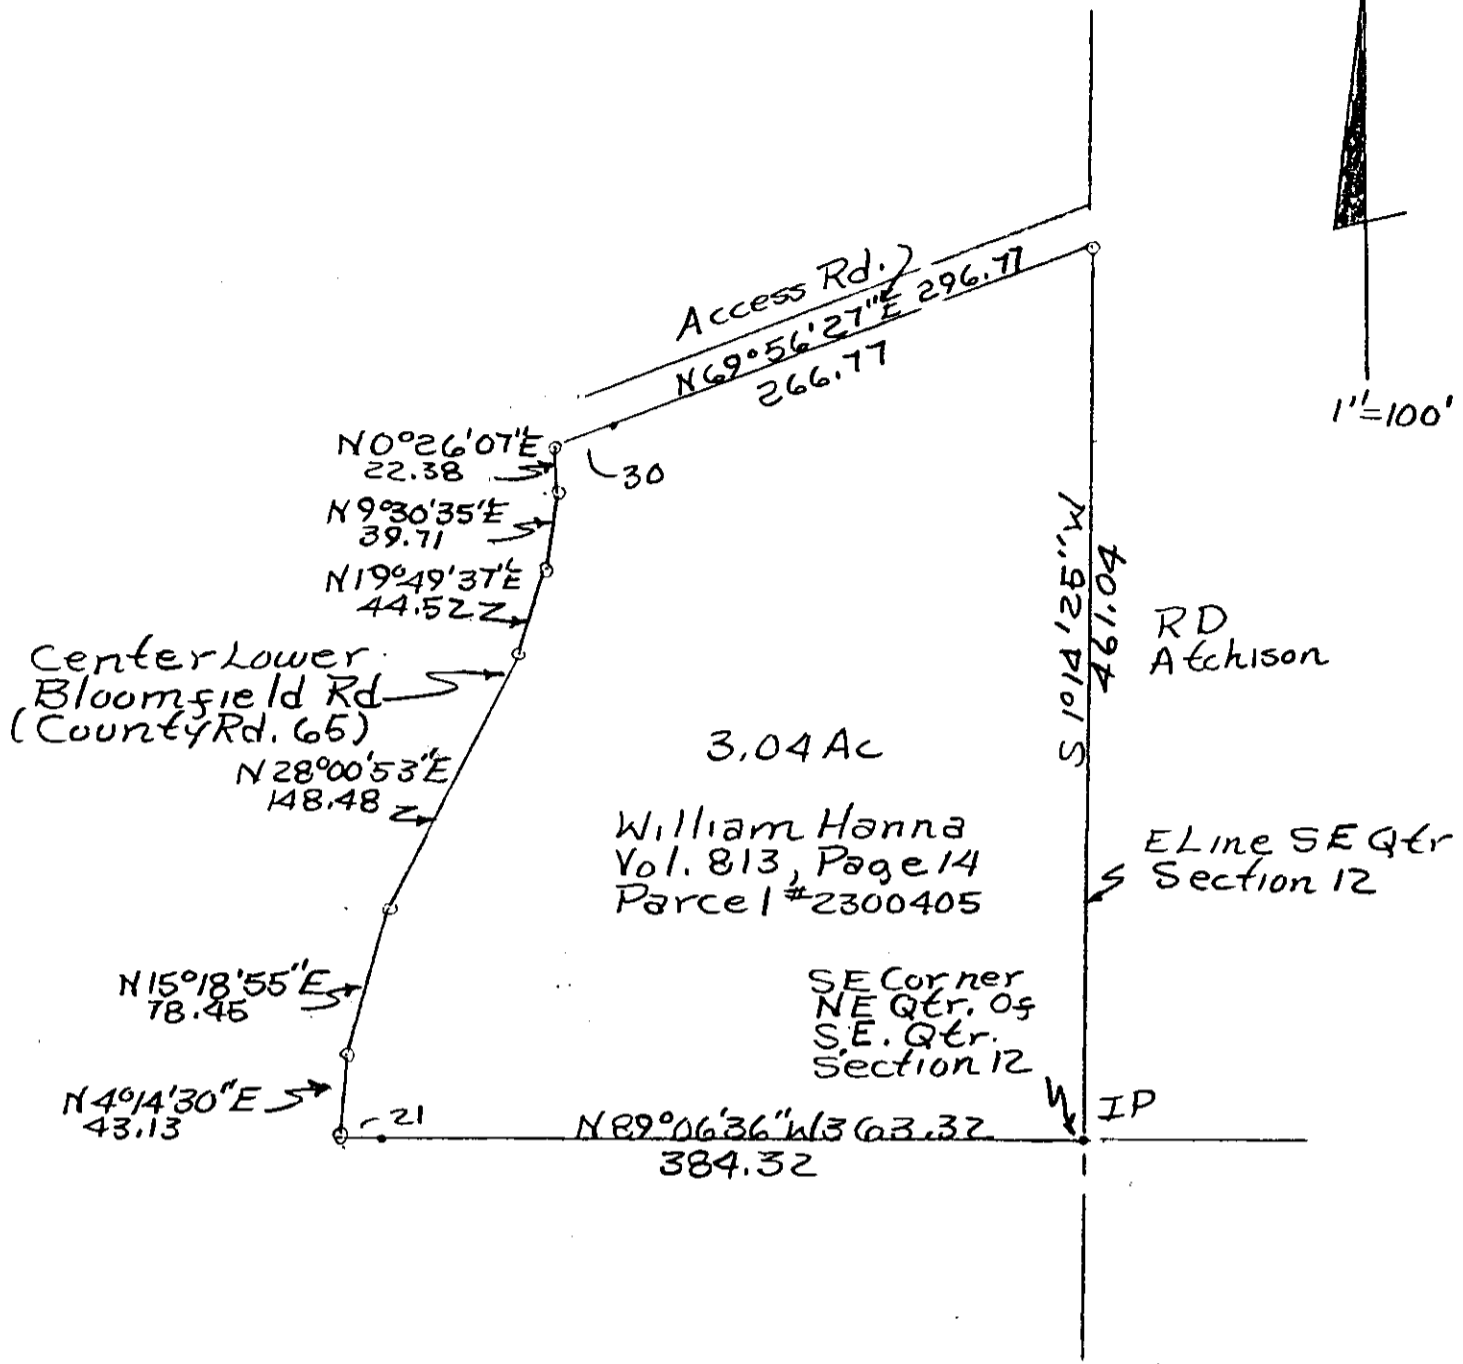 1"=100'
Access Rd.
N69°56'27"E 296.77
266.77
N0°26'07"E
22.38
30
N9°30'35"E
39.71
N19°49'37"E
44.52
Center Lower
Bloomfield Rd
(County Rd. 65)
N28°00'53"E
148.48
S 1°14'25" W
461.04
RD
Atchison
3.04 Ac
William Hanna
Vol. 813, Page 14
Parcel #2300405
E Line SE Qtr
Section 12
N15°18'55"E
78.45
SE Corner
NE Qtr. Of
S.E. Qtr.
Section 12
N4°14'30"E
43.13
21
IP
N89°06'36"W 363.32
384.32